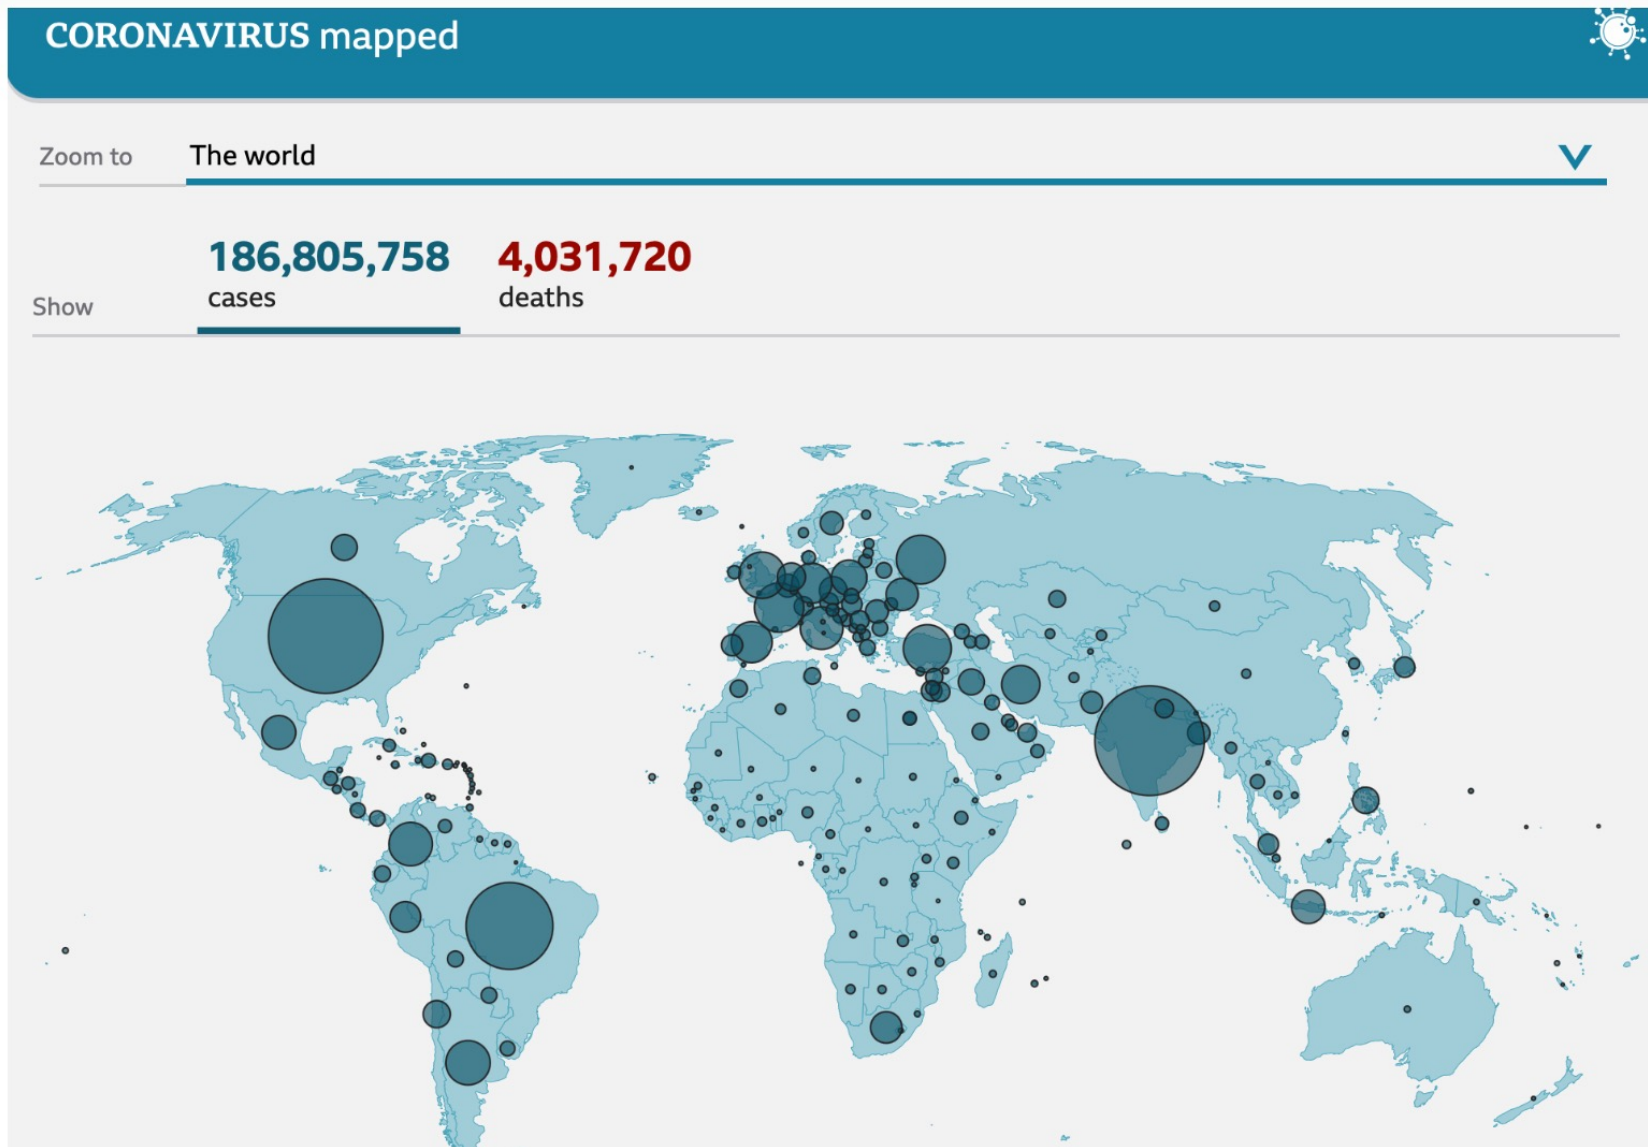 CORONAVIRUS mapped
Zoom to The world
186,805,758 4,031,720
Show cases deaths